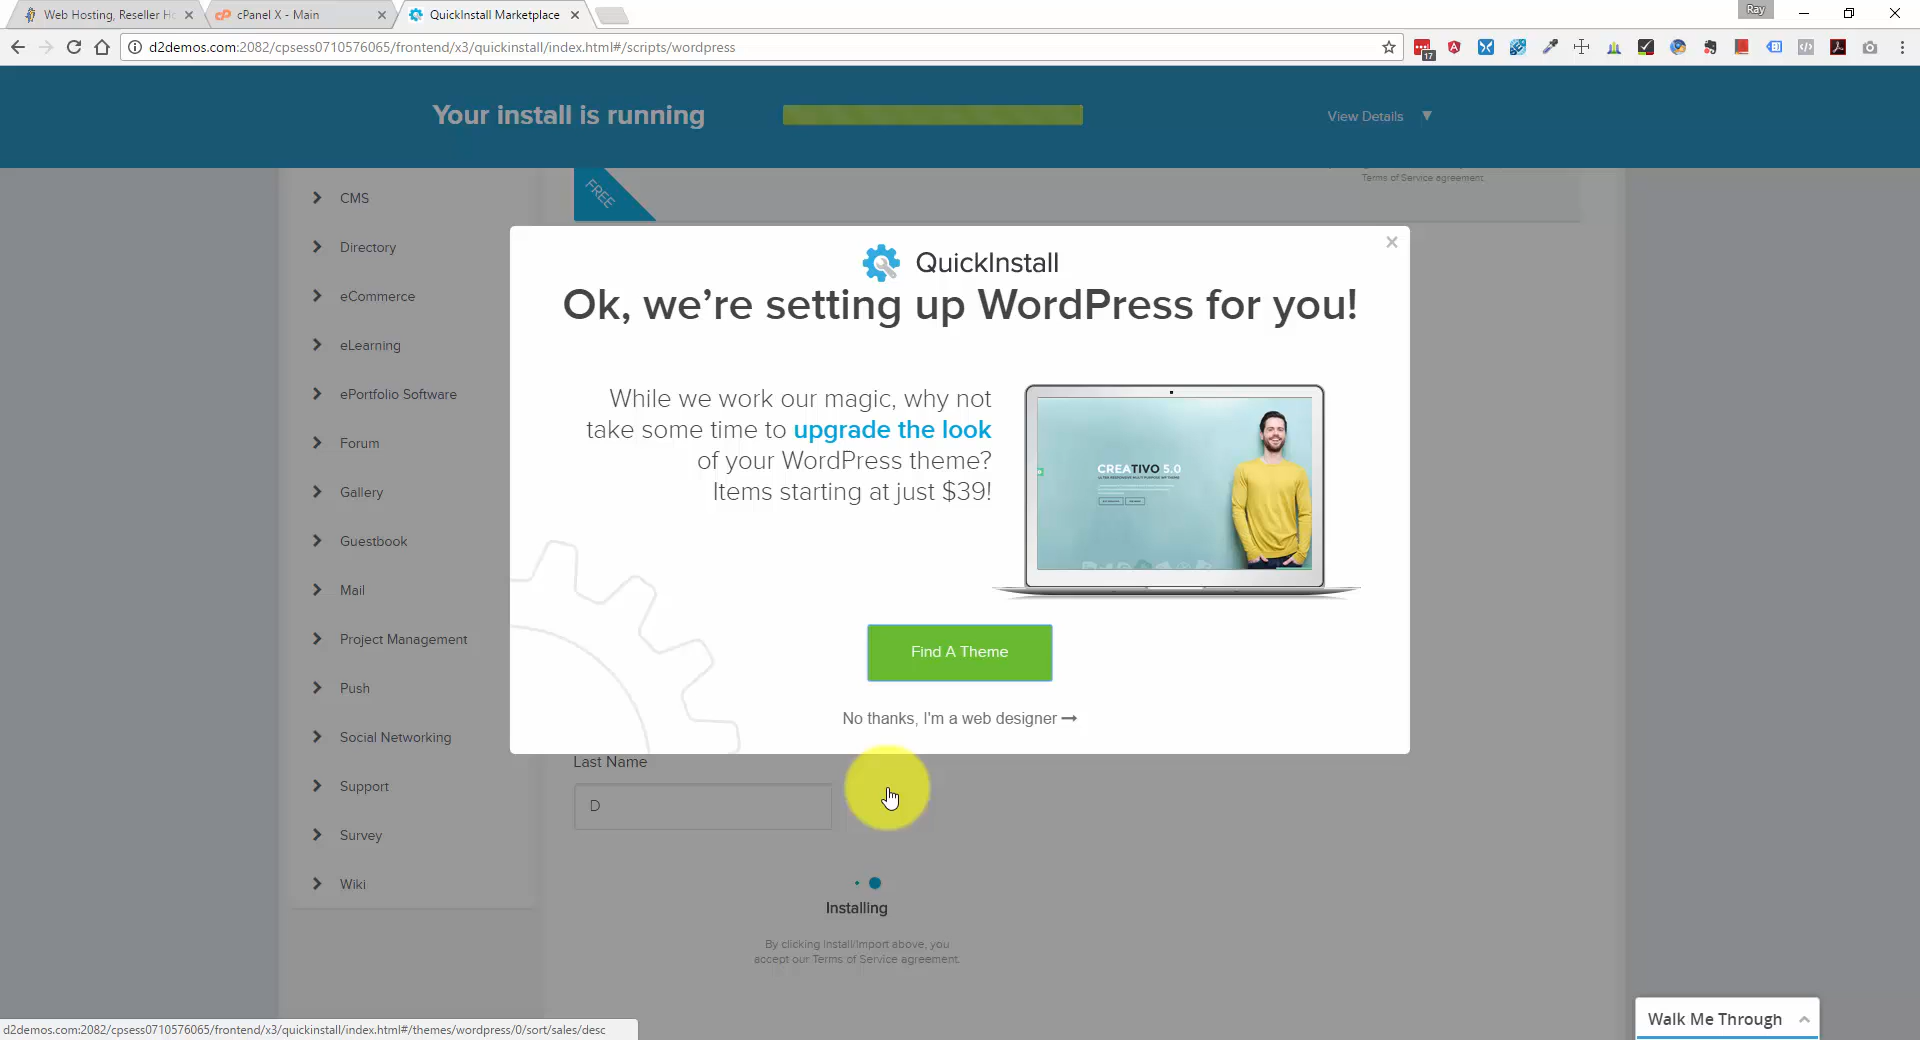 Web Hosting, Reseller Ho
cPanel X - Main
QuickInstall Marketplace
Ray
d2demos.com:2082/cpsess0710576065/frontend/x3/quickinstall/index.html#/scripts/wordpress
17
Your install is running
View Details
FREE
Terms of Service agreement
CMS
Directory
eCommerce
eLearning
ePortfolio Software
Forum
Gallery
Guestbook
Mail
Project Management
Push
Social Networking
Support
Survey
Wiki
QuickInstall
Ok, we’re setting up WordPress for you!
While we work our magic, why not
take some time to upgrade the look
of your WordPress theme?
Items starting at just $39!
CREATIVO 5.0
Find A Theme
No thanks, I'm a web designer
Last Name
D
Installing
By clicking Install/Import above, you
accept our Terms of Service agreement.
Walk Me Through
d2demos.com:2082/cpsess0710576065/frontend/x3/quickinstall/index.html#/themes/wordpress/0/sort/sales/desc